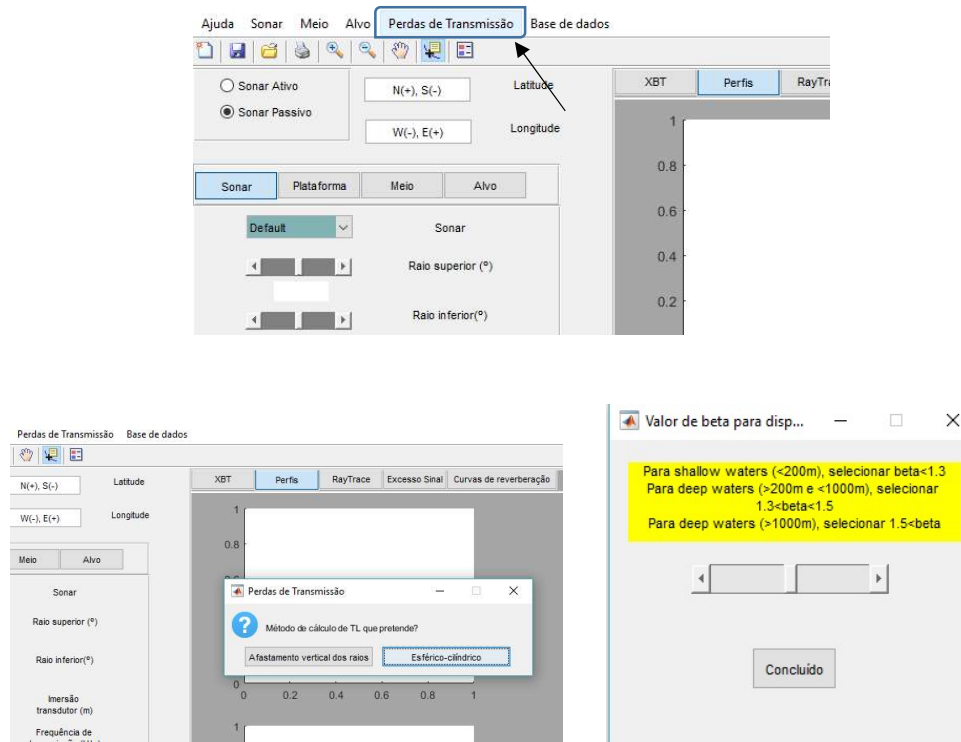 Ajuda Sonar Meio Alvo Perdas de Transmissão Base de dados
Sonar Ativo
Sonar Passivo
N(+), S(-) Latitude
W(-), E(+) Longitude
XBT Perfis RayTra
Sonar Plataforma Meio Alvo
Default Sonar
Raio superior (º)
Raio inferior(º)
1
0.8
0.6
0.4
0.2
Perdas de Transmissão Base de dados
N(+), S(-) Latitude
W(-), E(+) Longitude
Meio Alvo
Sonar
Raio superior (º)
Raio inferior(º)
Imersão
transdutor (m)
Frequência de
XBT Perfis RayTrace Excesso Sinal Curvas de reverberação
1
0.8
Perdas de Transmissão
Método de cálculo de TL que pretende?
Afastamento vertical dos raios Esférico-cilíndrico
0
0 0.2 0.4 0.6 0.8 1
1
Valor de beta para disp...
Para shallow waters (<200m), selecionar beta<1.3
Para deep waters (>200m e <1000m), selecionar
1.3<beta<1.5
Para deep waters (>1000m), selecionar 1.5<beta
Concluído